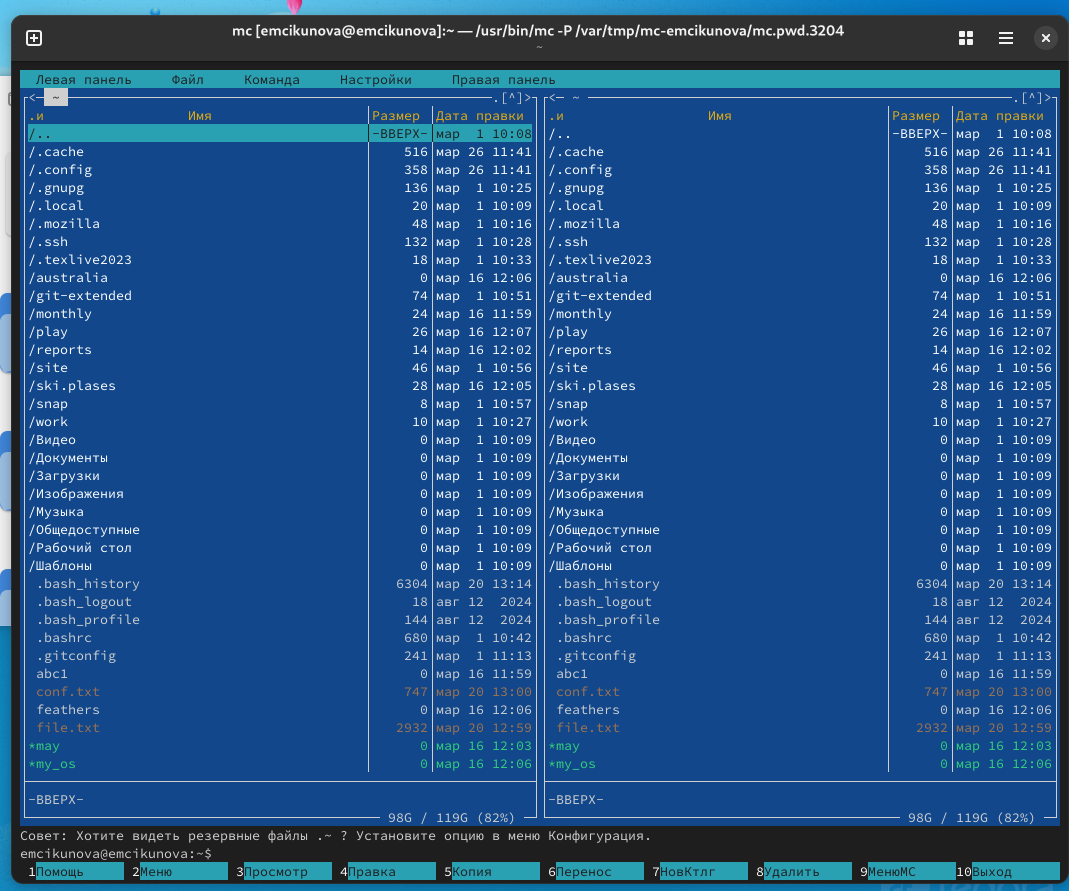 mc [emcikunova@emcikunova]:~ — /usr/bin/mc -P /var/tmp/mc-emcikunova/mc.pwd.3204
~
Левая панель Файл Команда Настройки Правая панель
<─ ~ ─.[^]>┐┌<─ ~ ─.[^]>┐
.и Имя Размер Дата правки .и Имя Размер Дата правки
/.. -ВВЕРХ- мар 1 10:08 /.. -ВВЕРХ- мар 1 10:08
/.cache 516 мар 26 11:41 /.cache 516 мар 26 11:41
/.config 358 мар 26 11:41 /.config 358 мар 26 11:41
/.gnupg 136 мар 1 10:25 /.gnupg 136 мар 1 10:25
/.local 20 мар 1 10:09 /.local 20 мар 1 10:09
/.mozilla 48 мар 1 10:16 /.mozilla 48 мар 1 10:16
/.ssh 132 мар 1 10:28 /.ssh 132 мар 1 10:28
/.texlive2023 18 мар 1 10:33 /.texlive2023 18 мар 1 10:33
/australia 0 мар 16 12:06 /australia 0 мар 16 12:06
/git-extended 74 мар 1 10:51 /git-extended 74 мар 1 10:51
/monthly 24 мар 16 11:59 /monthly 24 мар 16 11:59
/play 26 мар 16 12:07 /play 26 мар 16 12:07
/reports 14 мар 16 12:02 /reports 14 мар 16 12:02
/site 46 мар 1 10:56 /site 46 мар 1 10:56
/ski.plases 28 мар 16 12:05 /ski.plases 28 мар 16 12:05
/snap 8 мар 1 10:57 /snap 8 мар 1 10:57
/work 10 мар 1 10:27 /work 10 мар 1 10:27
/Видео 0 мар 1 10:09 /Видео 0 мар 1 10:09
/Документы 0 мар 1 10:09 /Документы 0 мар 1 10:09
/Загрузки 0 мар 1 10:09 /Загрузки 0 мар 1 10:09
/Изображения 0 мар 1 10:09 /Изображения 0 мар 1 10:09
/Музыка 0 мар 1 10:09 /Музыка 0 мар 1 10:09
/Общедоступные 0 мар 1 10:09 /Общедоступные 0 мар 1 10:09
/Рабочий стол 0 мар 1 10:09 /Рабочий стол 0 мар 1 10:09
/Шаблоны 0 мар 1 10:09 /Шаблоны 0 мар 1 10:09
.bash_history 6304 мар 20 13:14 .bash_history 6304 мар 20 13:14
.bash_logout 18 авг 12 2024 .bash_logout 18 авг 12 2024
.bash_profile 144 авг 12 2024 .bash_profile 144 авг 12 2024
.bashrc 680 мар 1 10:42 .bashrc 680 мар 1 10:42
.gitconfig 241 мар 1 11:13 .gitconfig 241 мар 1 11:13
abc1 0 мар 16 11:59 abc1 0 мар 16 11:59
conf.txt 747 мар 20 13:00 conf.txt 747 мар 20 13:00
feathers 0 мар 16 12:06 feathers 0 мар 16 12:06
file.txt 2932 мар 20 12:59 file.txt 2932 мар 20 12:59
*may 0 мар 16 12:03 *may 0 мар 16 12:03
*my_os 0 мар 16 12:06 *my_os 0 мар 16 12:06
-ВВЕРХ- -ВВЕРХ-
98G / 119G (82%) 98G / 119G (82%)
Совет: Хотите видеть резервные файлы .~ ? Установите опцию в меню Конфигурация.
emcikunova@emcikunova:~$
1Помощь 2Меню 3Просмотр 4Правка 5Копия 6Перенос 7НовКтлг 8Удалить 9МенюМС 10Выход